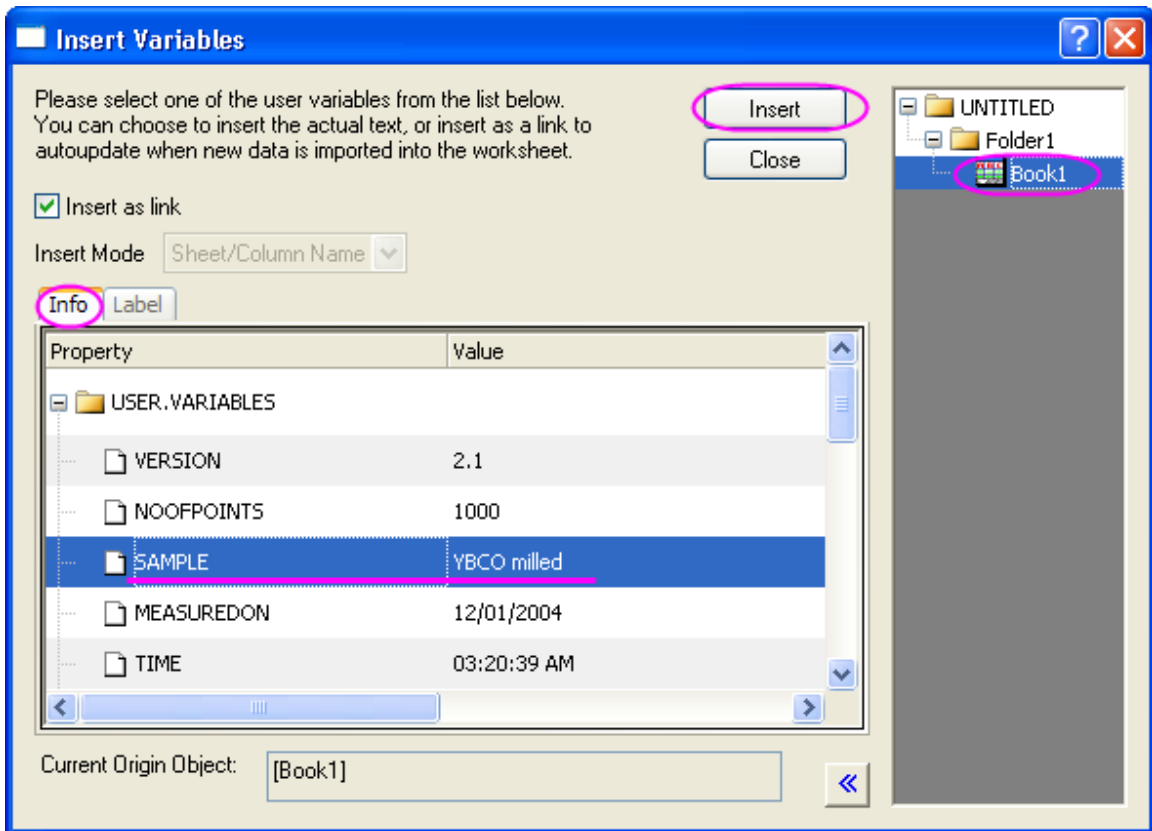 Insert Variables
Please select one of the user variables from the list below.
You can choose to insert the actual text, or insert as a link to
autoupdate when new data is imported into the worksheet.
Insert
Close
Insert as link
Insert Mode Sheet/Column Name
Info Label
Property Value
USER.VARIABLES
VERSION 2.1
NOOFPOINTS 1000
SAMPLE YBCO milled
MEASUREDON 12/01/2004
TIME 03:20:39 AM
Current Origin Object: [Book1]
UNTITLED
Folder1
Book1